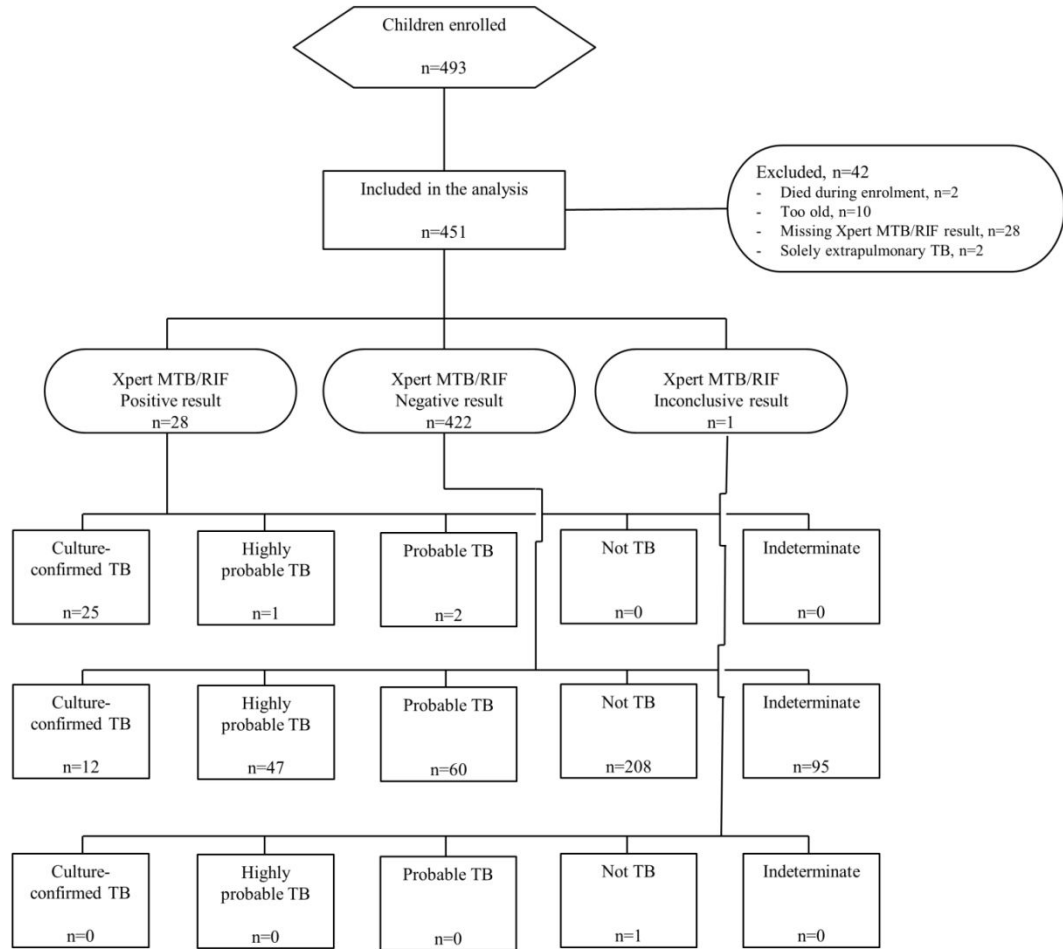 Children enrolled
n=493
Included in the analysis
n=451
Excluded, n=42
- Died during enrolment, n=2
- Too old, n=10
- Missing Xpert MTB/RIF result, n=28
- Solely extrapulmonary TB, n=2
Xpert MTB/RIF
Positive result
n=28
Xpert MTB/RIF
Negative result
n=422
Xpert MTB/RIF
Inconclusive result
n=1
Culture-
confirmed TB
n=25
Highly
probable TB
n=1
Probable TB
n=2
Not TB
n=0
Indeterminate
n=0
Culture-
confirmed TB
n=12
Highly
probable TB
n=47
Probable TB
n=60
Not TB
n=208
Indeterminate
n=95
Culture-
confirmed TB
n=0
Highly
probable TB
n=0
Probable TB
n=0
Not TB
n=1
Indeterminate
n=0